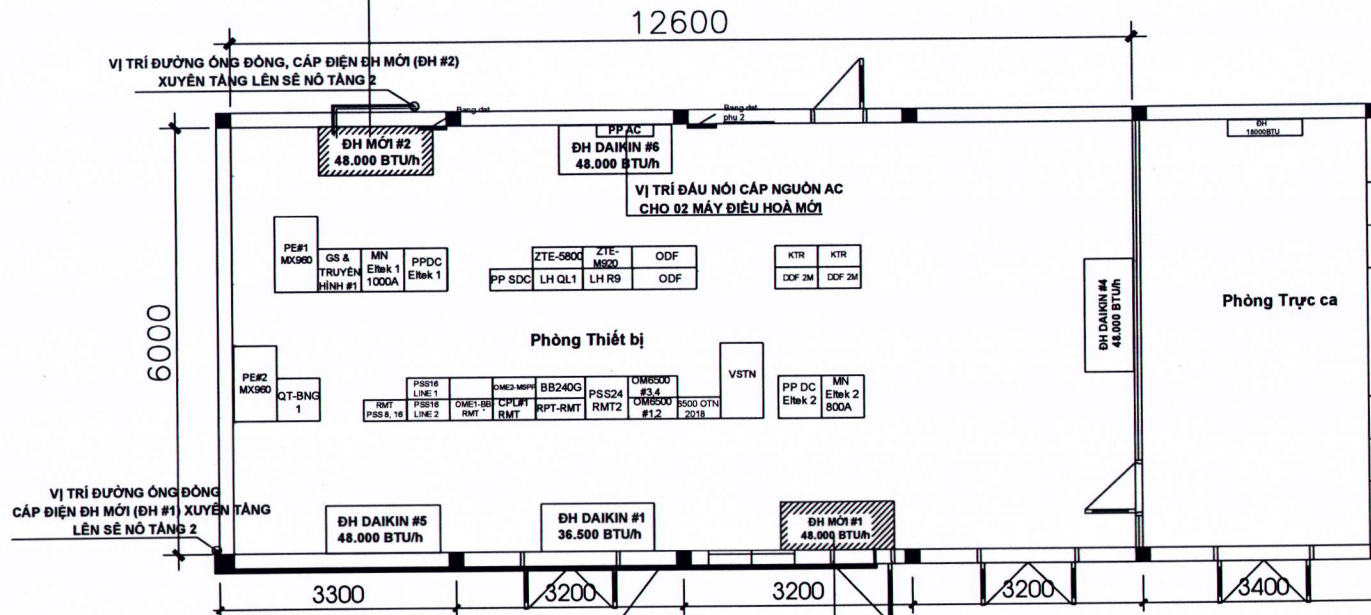 12600
VỊ TRÍ ĐƯỜNG ỐNG ĐỒNG, CÁP ĐIỆN ĐH MỚI (ĐH #2)
XUYÊN TẦNG LÊN SÊ NÔ TẦNG 2
Bang dat
Bang dat
phu 2
ĐH MỚI #2
48.000 BTU/h
PP AC
ĐH DAIKIN #6
48.000 BTU/h
ĐH
18000BTU
VỊ TRÍ ĐẤU NỐI CẤP NGUỒN AC
CHO 02 MÁY ĐIỀU HOÀ MỚI
PE#1
MX960
GS &
TRUYỀN
HÌNH #1
MN
Eltek 1
1000A
PPDC
Eltek 1
ZTE-5800
ZTE-
M920
ODF
PP SDC
LH QL1
LH R9
ODF
KTR
KTR
DDF 2M
DDF 2M
ĐH DAIKIN #4
48.000 BTU/h
Phòng Trực ca
6000
Phòng Thiết bị
PE#2
MX960
QT-BNG
1
PSS16
LINE 1
OME2-MSPP
BB240G
PSS24
RMT2
OM6500
#3,4
RMT
PSS 8, 16
PSS16
LINE 2
OME1-BB
RMT
CPL#1
RMT
RPT-RMT
OM6500
#1,2
6500 OTN
2018
VSTN
PP DC
Eltek 2
MN
Eltek 2
800A
VỊ TRÍ ĐƯỜNG ỐNG ĐỒNG
CÁP ĐIỆN ĐH MỚI (ĐH #1) XUYÊN TẦNG
LÊN SÊ NÔ TẦNG 2
ĐH DAIKIN #5
48.000 BTU/h
ĐH DAIKIN #1
36.500 BTU/h
ĐH MỚI #1
48.000 BTU/h
3300
3200
3200
3200
3400